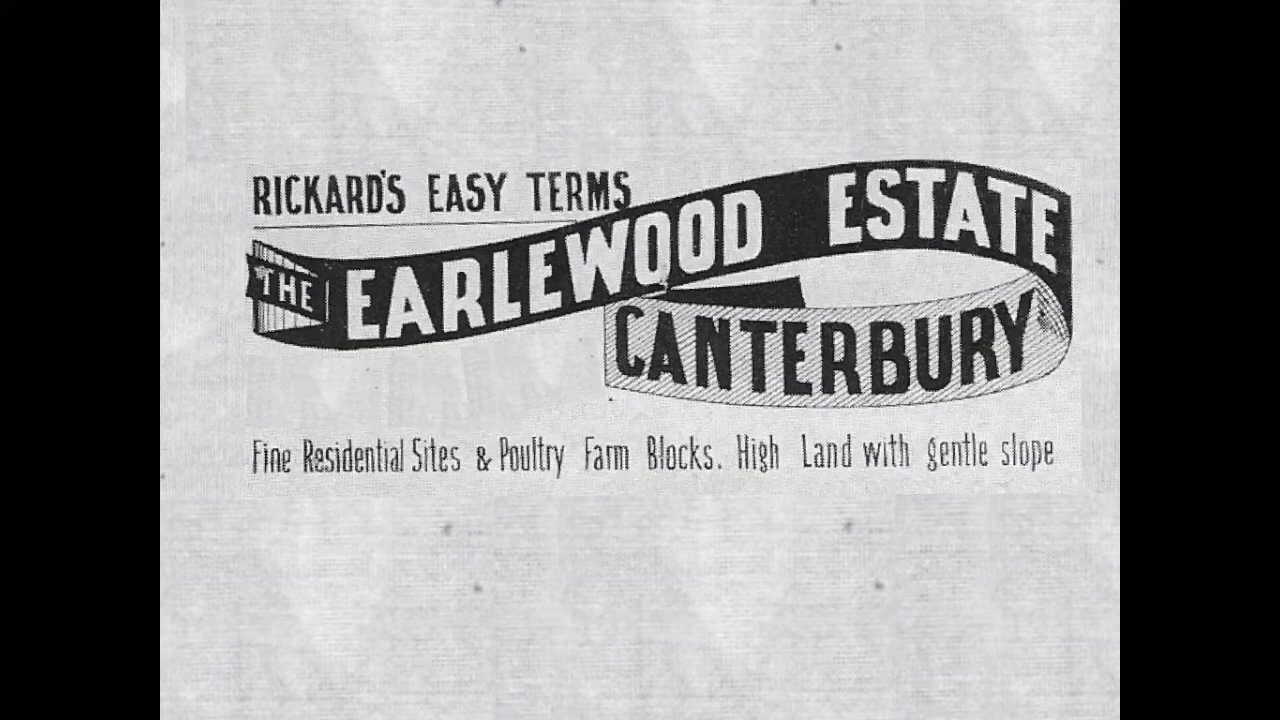 RICKARD'S EASY TERMS
THE EARLEWOOD ESTATE
CANTERBURY
Fine Residential Sites & Poultry Farm Blocks. High Land with gentle slope